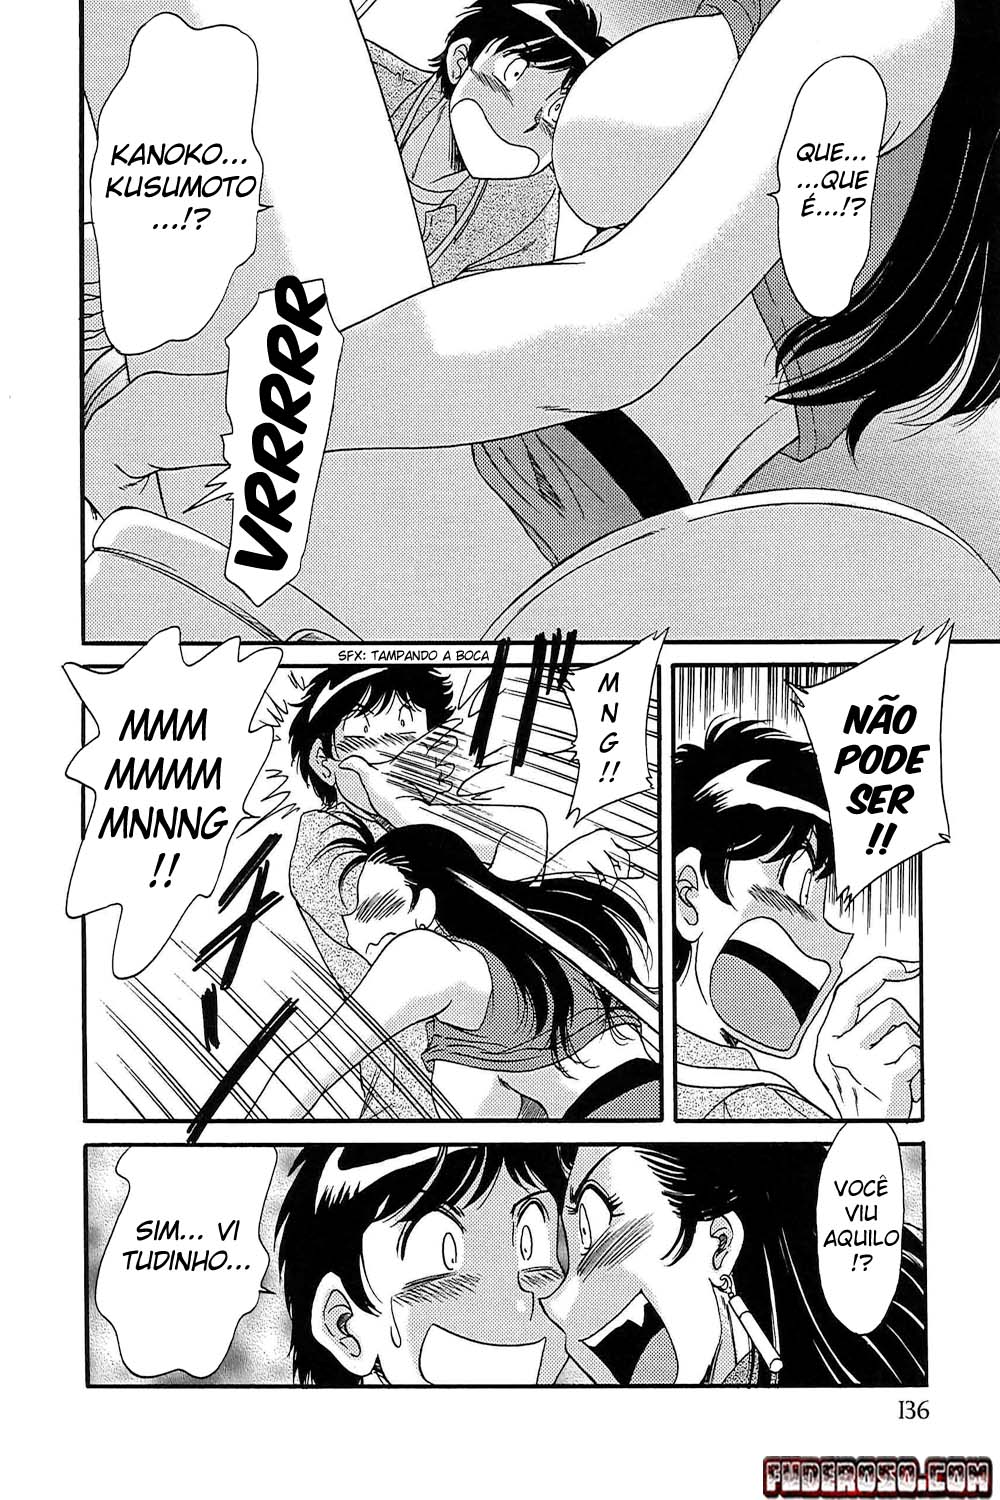 QUE...
...QUE
É...!?
KANOKO...
KUSUMOTO
...!?
VRRRR
NÃO
PODE
SER
!!
SFX: TAMPANDO A BOCA
M
N
G
!!
MMM
MMMM
MNNNG
!!
VOCÊ
VIU
AQUILO
!?
SIM... VI
TUDINHO...
136
FUDEROSO.COM